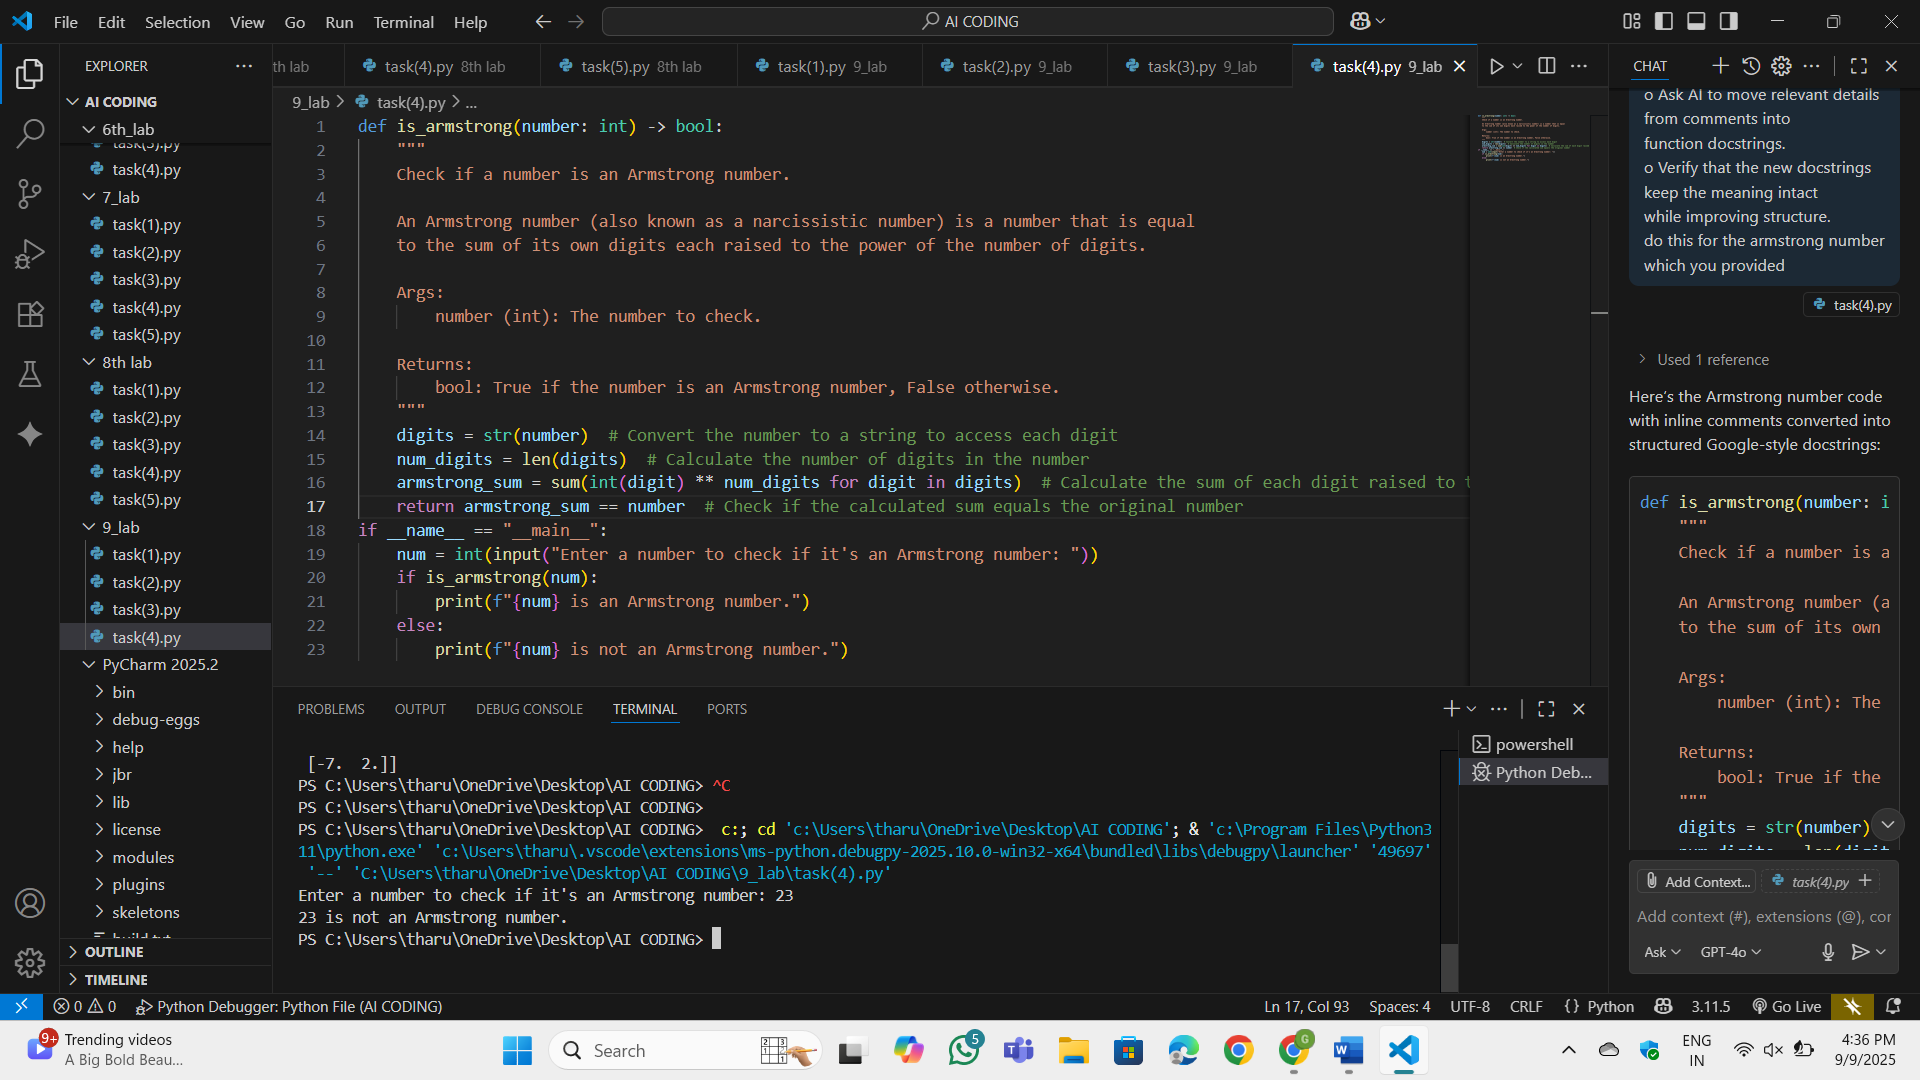 File Edit Selection View Go Run Terminal Help
AI CODING
EXPLORER
AI CODING
6th_lab
task(3).py
task(4).py
7_lab
task(1).py
task(2).py
task(3).py
task(4).py
task(5).py
8th lab
task(1).py
task(2).py
task(3).py
task(4).py
task(5).py
9_lab
task(1).py
task(2).py
task(3).py
task(4).py
PyCharm 2025.2
bin
debug-eggs
help
jbr
lib
license
modules
plugins
skeletons
build.txt
OUTLINE
TIMELINE
th lab task(4).py 8th lab task(5).py 8th lab task(1).py 9_lab task(2).py 9_lab task(3).py 9_lab task(4).py 9_lab
9_lab > task(4).py > ...
1 def is_armstrong(number: int) -> bool:
2 """
3 Check if a number is an Armstrong number.
4
5 An Armstrong number (also known as a narcissistic number) is a number that is equal
6 to the sum of its own digits each raised to the power of the number of digits.
7
8 Args:
9 number (int): The number to check.
10
11 Returns:
12 bool: True if the number is an Armstrong number, False otherwise.
13 """
14 digits = str(number)  # Convert the number to a string to access each digit
15 num_digits = len(digits)  # Calculate the number of digits in the number
16 armstrong_sum = sum(int(digit) ** num_digits for digit in digits)  # Calculate the sum of each digit raised to t
17 return armstrong_sum == number  # Check if the calculated sum equals the original number
18 if __name__ == "__main__":
19 num = int(input("Enter a number to check if it's an Armstrong number: "))
20 if is_armstrong(num):
21 print(f"{num} is an Armstrong number.")
22 else:
23 print(f"{num} is not an Armstrong number.")
PROBLEMS OUTPUT DEBUG CONSOLE TERMINAL PORTS
[-7.  2.]]
PS C:\Users\tharu\OneDrive\Desktop\AI CODING> ^C
PS C:\Users\tharu\OneDrive\Desktop\AI CODING>
PS C:\Users\tharu\OneDrive\Desktop\AI CODING>  c:; cd 'c:\Users\tharu\OneDrive\Desktop\AI CODING'; & 'c:\Program Files\Python3
11\python.exe' 'c:\Users\tharu\.vscode\extensions\ms-python.debugpy-2025.10.0-win32-x64\bundled\libs\debugpy\launcher' '49697'
'--' 'C:\Users\tharu\OneDrive\Desktop\AI CODING\9_lab\task(4).py'
Enter a number to check if it's an Armstrong number: 23
23 is not an Armstrong number.
PS C:\Users\tharu\OneDrive\Desktop\AI CODING>
powershell
Python Deb...
CHAT
o Ask AI to move relevant details
from comments into
function docstrings.
o Verify that the new docstrings
keep the meaning intact
while improving structure.
do this for the armstrong number
which you provided
task(4).py
Used 1 reference
Here's the Armstrong number code
with inline comments converted into
structured Google-style docstrings:
def is_armstrong(number: i
"""
Check if a number is a
An Armstrong number (a
to the sum of its own
Args:
number (int): The
Returns:
bool: True if the
"""
digits = str(number)
Add Context... task(4).py
Add context (#), extensions (@), cor
Ask GPT-4o
0 0 Python Debugger: Python File (AI CODING)
Ln 17, Col 93 Spaces: 4 UTF-8 CRLF {} Python 3.11.5 Go Live
9+
Trending videos
A Big Bold Beau...
Search
5
G
ENG
IN
4:36 PM
9/9/2025